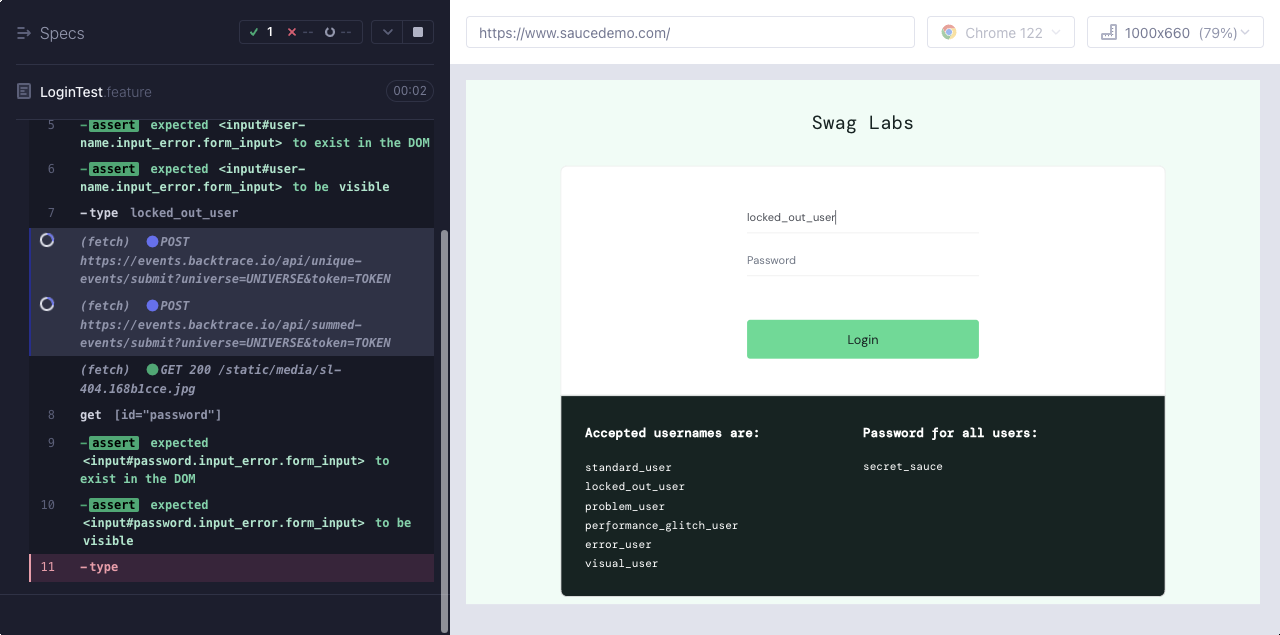 Specs
1 -- --
LoginTest.feature 00:02
5 -assert expected <input#user-
name.input_error.form_input> to exist in the DOM
6 -assert expected <input#user-
name.input_error.form_input> to be visible
7 -type locked_out_user
(fetch) POST
https://events.backtrace.io/api/unique-
events/submit?universe=UNIVERSE&token=TOKEN
(fetch) POST
https://events.backtrace.io/api/summed-
events/submit?universe=UNIVERSE&token=TOKEN
(fetch) GET 200 /static/media/sl-
404.168b1cce.jpg
8 get [id="password"]
9 -assert expected
<input#password.input_error.form_input> to
exist in the DOM
10 -assert expected
<input#password.input_error.form_input> to be
visible
11 -type
https://www.saucedemo.com/
Chrome 122
1000x660 (79%)
Swag Labs
locked_out_user
Password
Login
Accepted usernames are:
standard_user
locked_out_user
problem_user
performance_glitch_user
error_user
visual_user
Password for all users:
secret_sauce